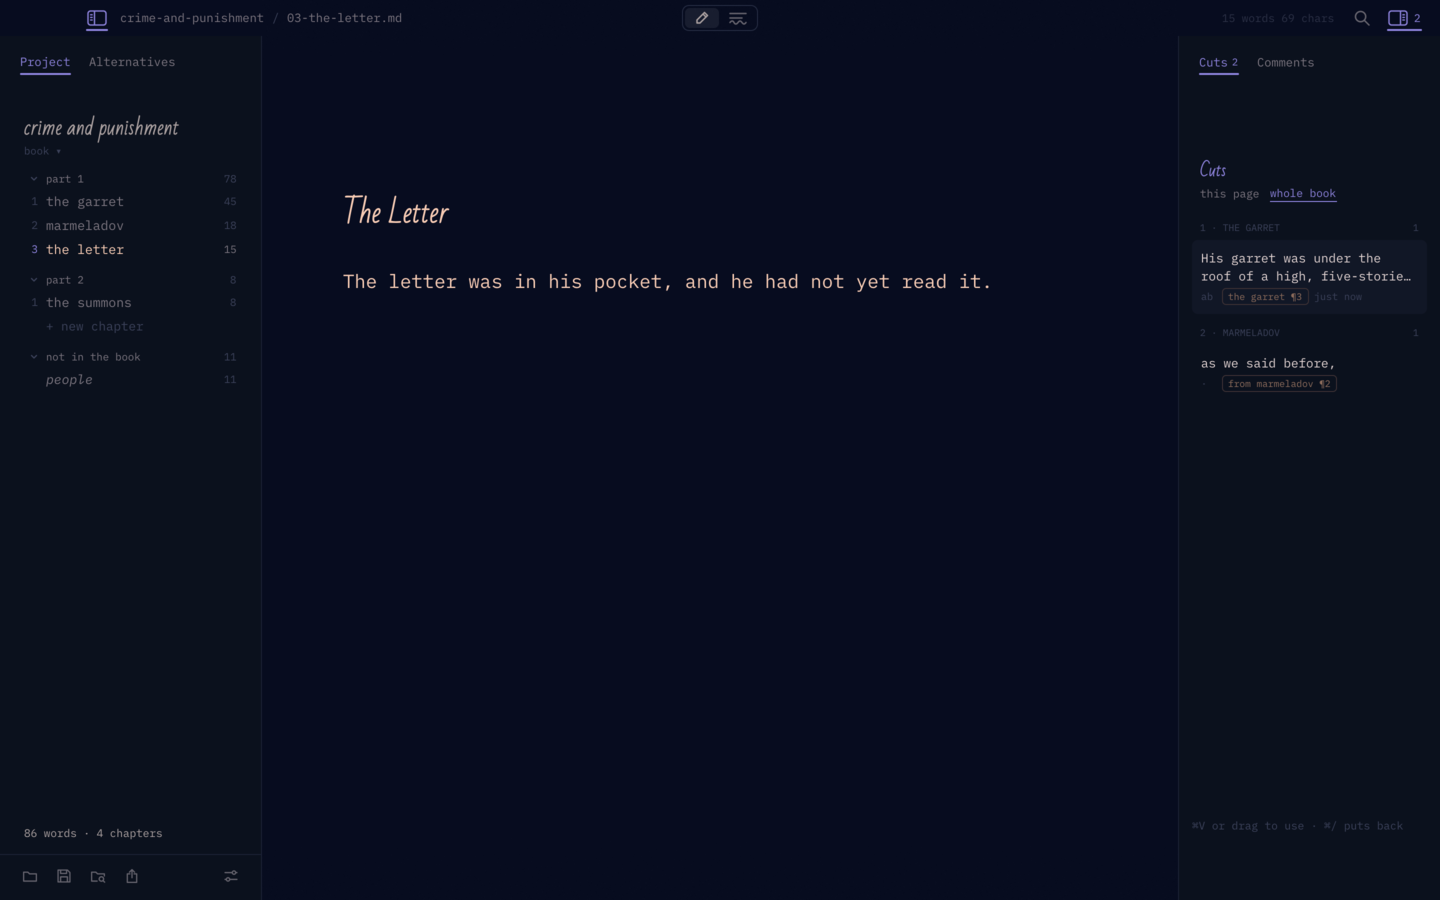 crime-and-punishment / 03-the-letter.md
15 words 69 chars
2
Project Alternatives
crime and punishment
book ▾
part 1 78
1 the garret 45
2 marmeladov 18
3 the letter 15
part 2 8
1 the summons 8
+ new chapter
not in the book 11
people 11
86 words · 4 chapters
The Letter
The letter was in his pocket, and he had not yet read it.
Cuts 2 Comments
Cuts
this page whole book
1 · THE GARRET 1
His garret was under the
roof of a high, five-storie…
ab the garret ¶3 just now
2 · MARMELADOV 1
as we said before,
- from marmeladov ¶2
⌘V or drag to use · ⌘/ puts back